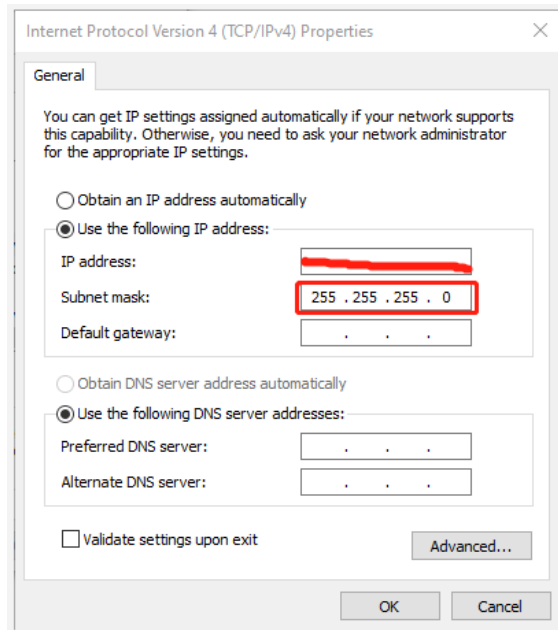 Internet Protocol Version 4 (TCP/IPv4) Properties
General
You can get IP settings assigned automatically if your network supports
this capability. Otherwise, you need to ask your network administrator
for the appropriate IP settings.
Obtain an IP address automatically
Use the following IP address:
IP address:
Subnet mask: 255 . 255 . 255 . 0
Default gateway: . . .
Obtain DNS server address automatically
Use the following DNS server addresses:
Preferred DNS server: . . .
Alternate DNS server: . . .
Validate settings upon exit
Advanced...
OK Cancel